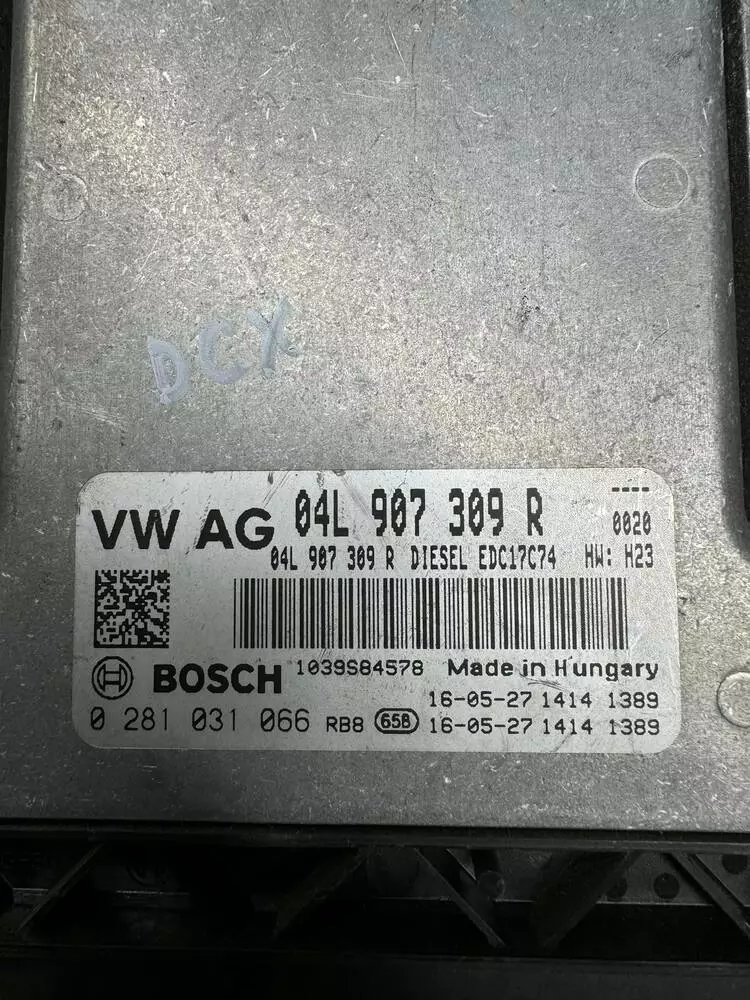 DCX
VW AG 04L 907 309 R ----
0020
04L 907 309 R DIESEL EDC17C74 HW: H23
BOSCH 1039S84578 Made in Hungary
16-05-27 1414 1389
0 281 031 066 RB8 65B 16-05-27 1414 1389